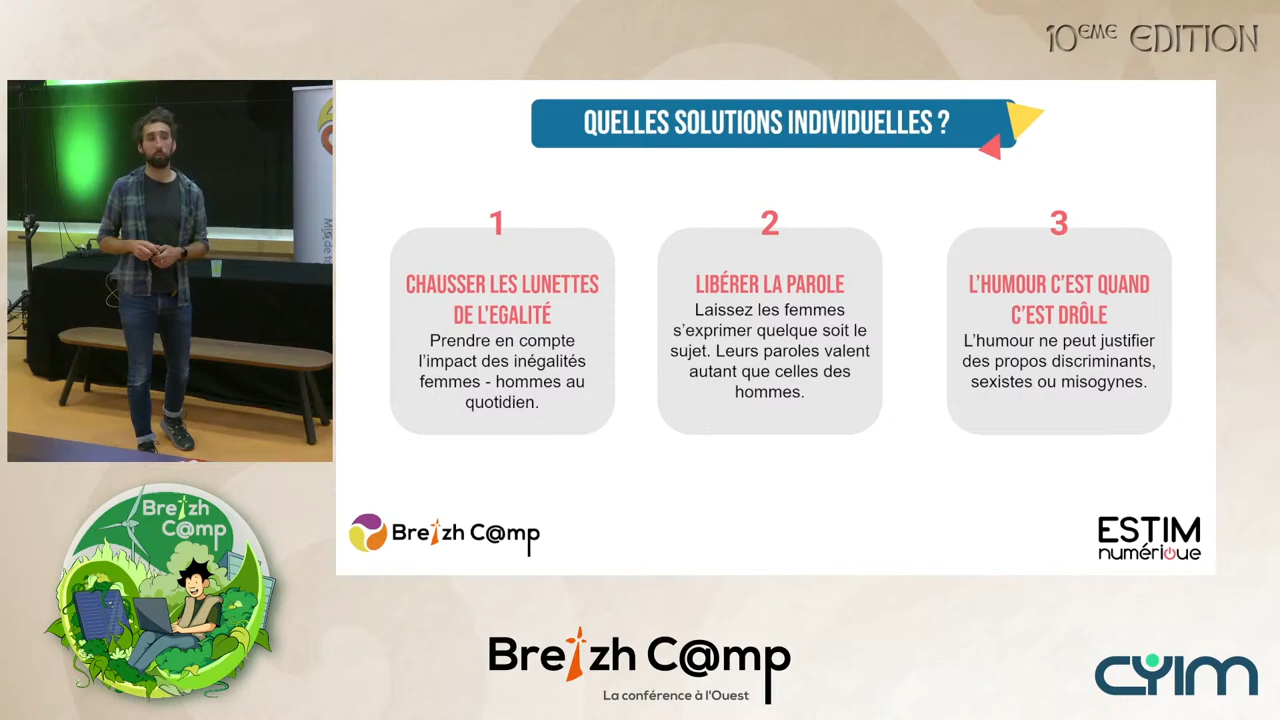 10EME EDITION
QUELLES SOLUTIONS INDIVIDUELLES ?
1
CHAUSSER LES LUNETTES
DE L'EGALITÉ
Prendre en compte
l'impact des inégalités
femmes - hommes au
quotidien.
2
LIBÉRER LA PAROLE
Laissez les femmes
s'exprimer quelque soit le
sujet. Leurs paroles valent
autant que celles des
hommes.
3
L'HUMOUR C'EST QUAND
C'EST DRÔLE
L'humour ne peut justifier
des propos discriminants,
sexistes ou misogynes.
Breizh C@mp
ESTIM
numérique
Breizh
C@mp
Breizh C@mp
La conférence à l'Ouest
CYIM